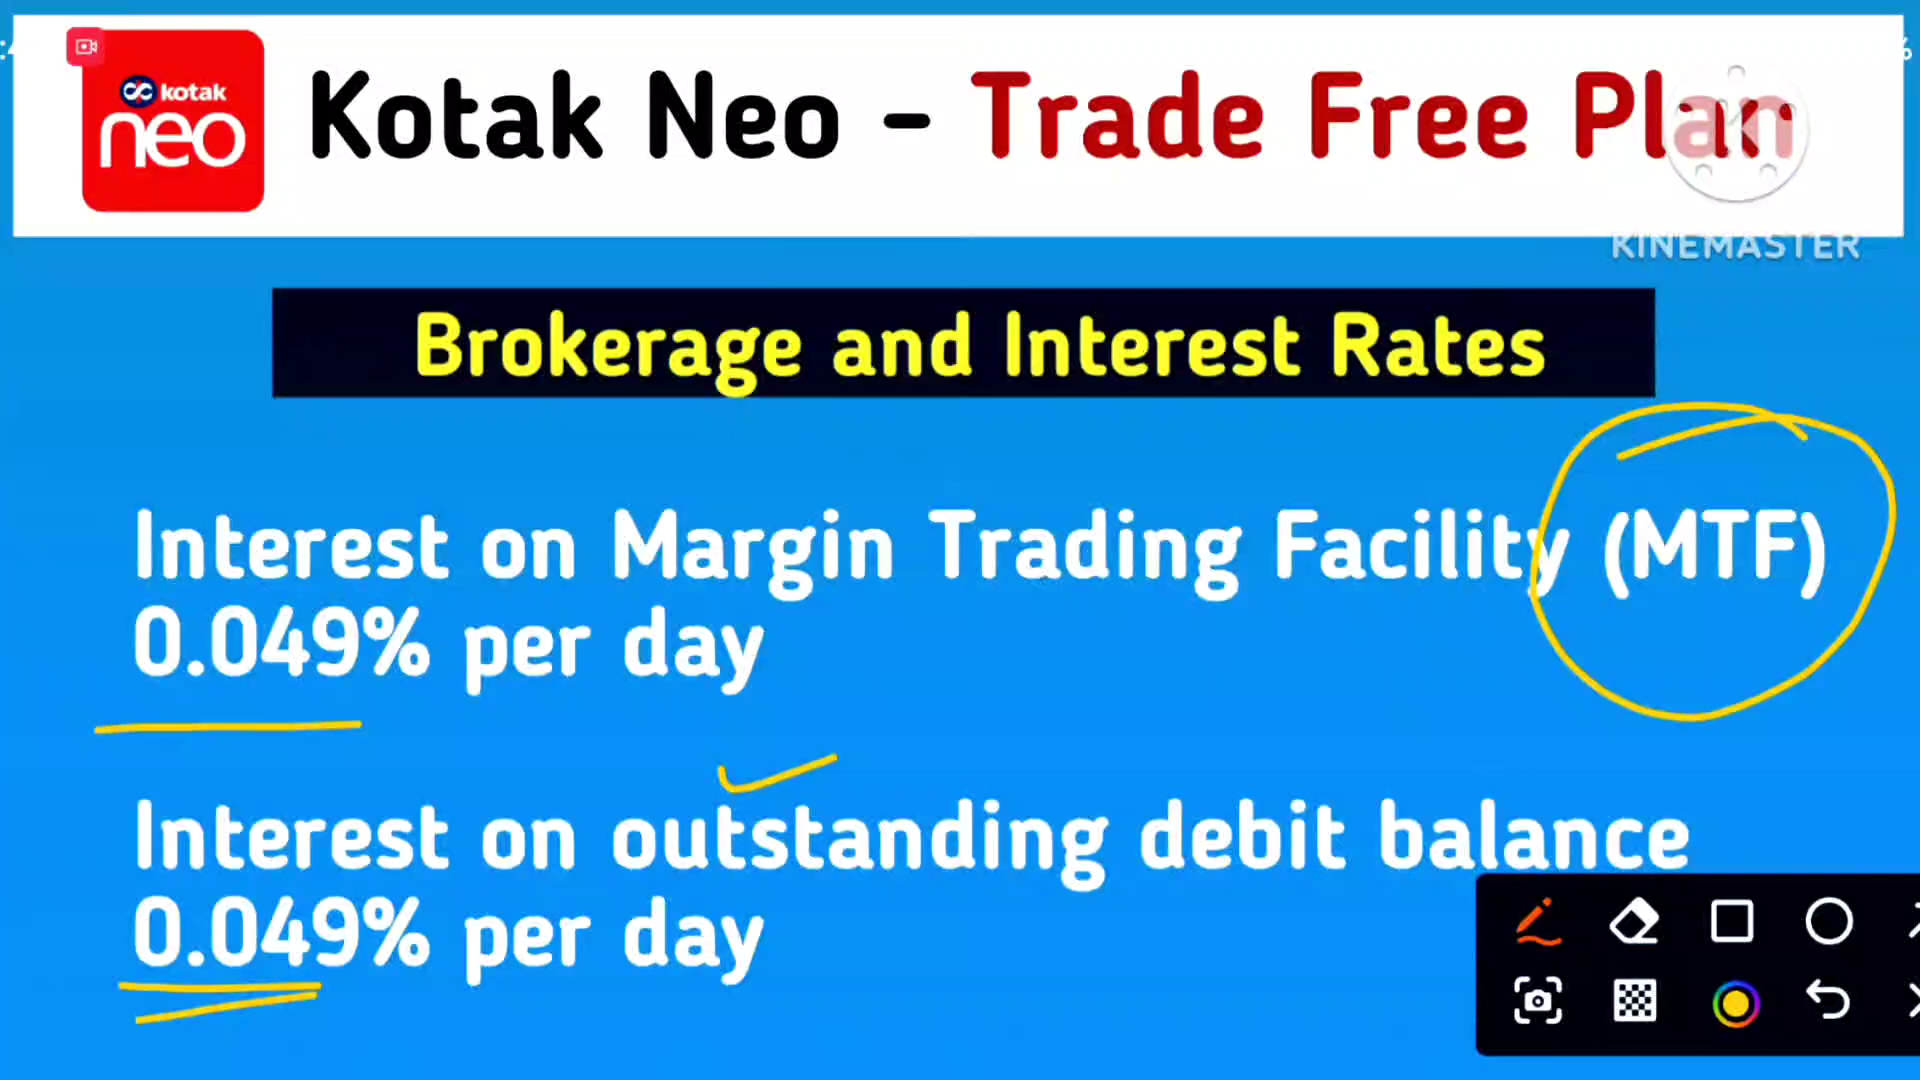 kotak
neo
Kotak Neo - Trade Free Plan
KINEMASTER
Brokerage and Interest Rates
Interest on Margin Trading Facility (MTF)
0.049% per day
Interest on outstanding debit balance
0.049% per day